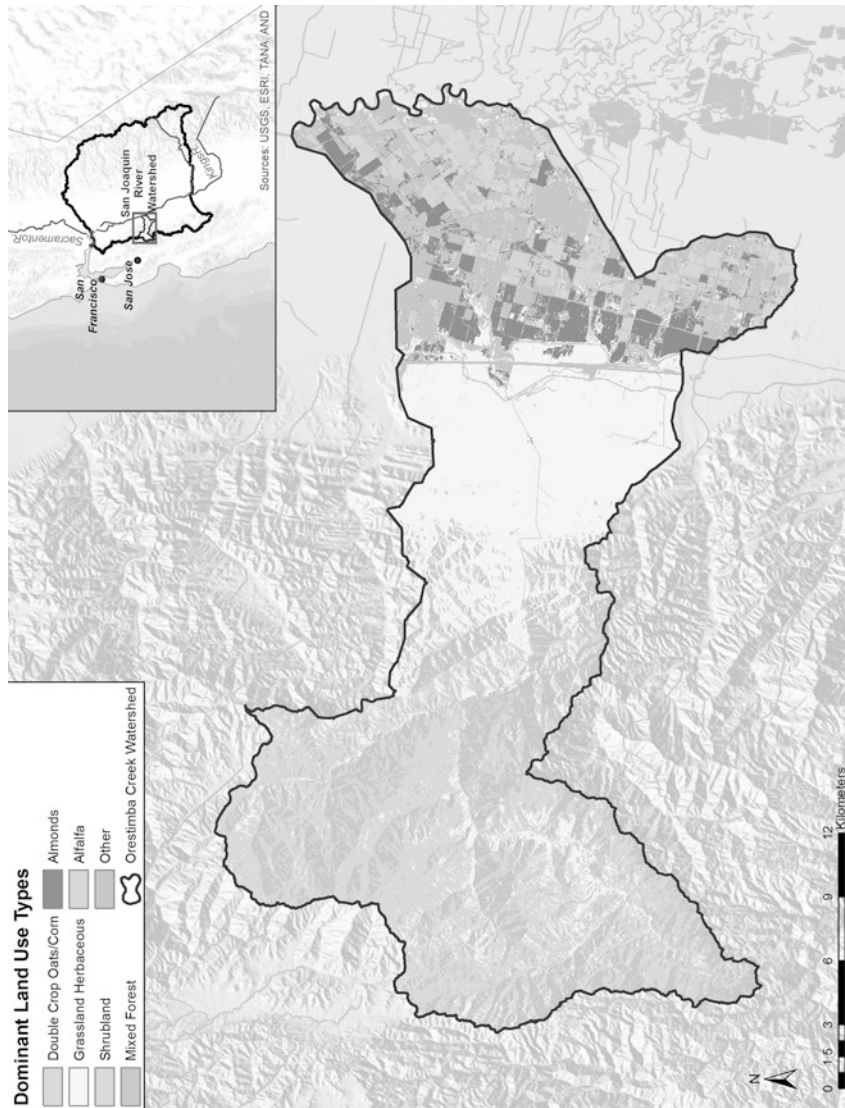 Dominant Land Use Types
Double Crop Oats/Corn
Grassland Herbaceous
Shrubland
Mixed Forest
Almonds
Alfalfa
Other
Orestimba Creek Watershed
San
Francisco
San Jose
SacramentoR.
San Joaquin
River
Watershed
KingsR.
Sources: USGS, ESRI, TANA, AND
N
0 1.5 3 6 9 12
Kilometers